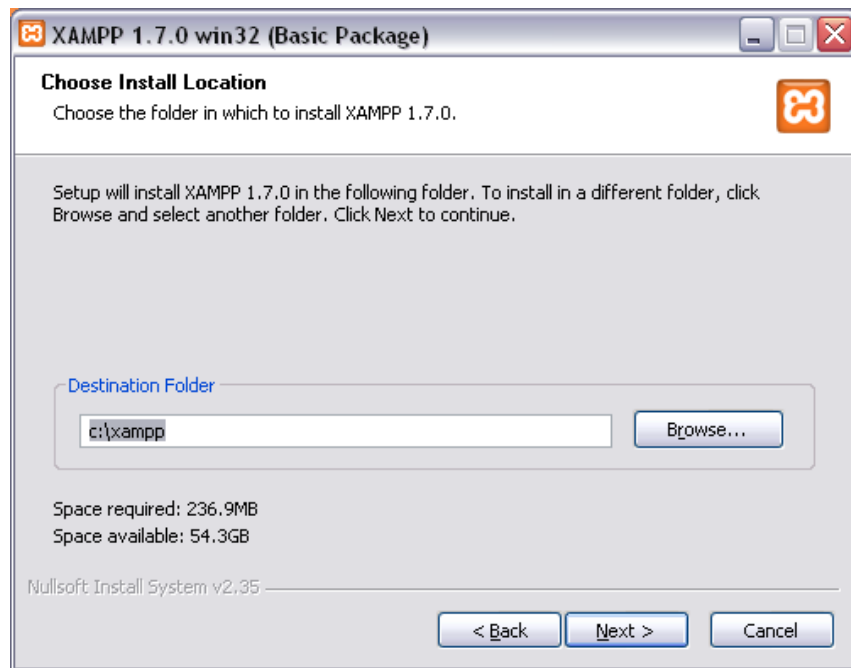 XAMPP 1.7.0 win32 (Basic Package)
Choose Install Location
Choose the folder in which to install XAMPP 1.7.0.
Setup will install XAMPP 1.7.0 in the following folder. To install in a different folder, click
Browse and select another folder. Click Next to continue.
Destination Folder
c:\xampp
Browse...
Space required: 236.9MB
Space available: 54.3GB
Nullsoft Install System v2.35
< Back
Next >
Cancel